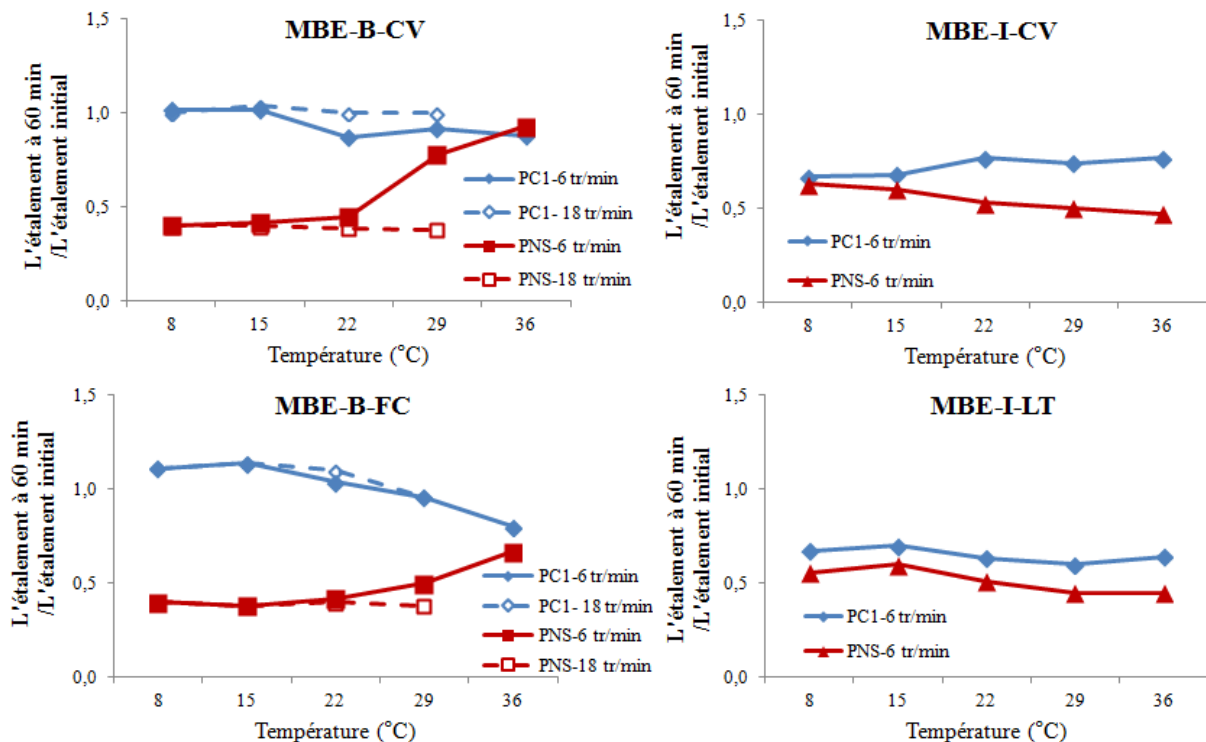 MBE-B-CV
L'étalement à 60 min
/L'étalement initial
1,5
1,0
0,5
0,0
8 15 22 29 36
Température (°C)
PC1-6 tr/min
PC1- 18 tr/min
PNS-6 tr/min
PNS-18 tr/min
MBE-I-CV
L'étalement à 60 min
/L'étalement initial
1,5
1,0
0,5
0,0
8 15 22 29 36
Température (°C)
PC1-6 tr/min
PNS-6 tr/min
MBE-B-FC
L'étalement à 60 min
/L'étalement initial
1,5
1,0
0,5
0,0
8 15 22 29 36
Température (°C)
PC1-6 tr/min
PC1- 18 tr/min
PNS-6 tr/min
PNS-18 tr/min
MBE-I-LT
L'étalement à 60 min
/L'étalement initial
1,5
1,0
0,5
0,0
8 15 22 29 36
Température (°C)
PC1-6 tr/min
PNS-6 tr/min